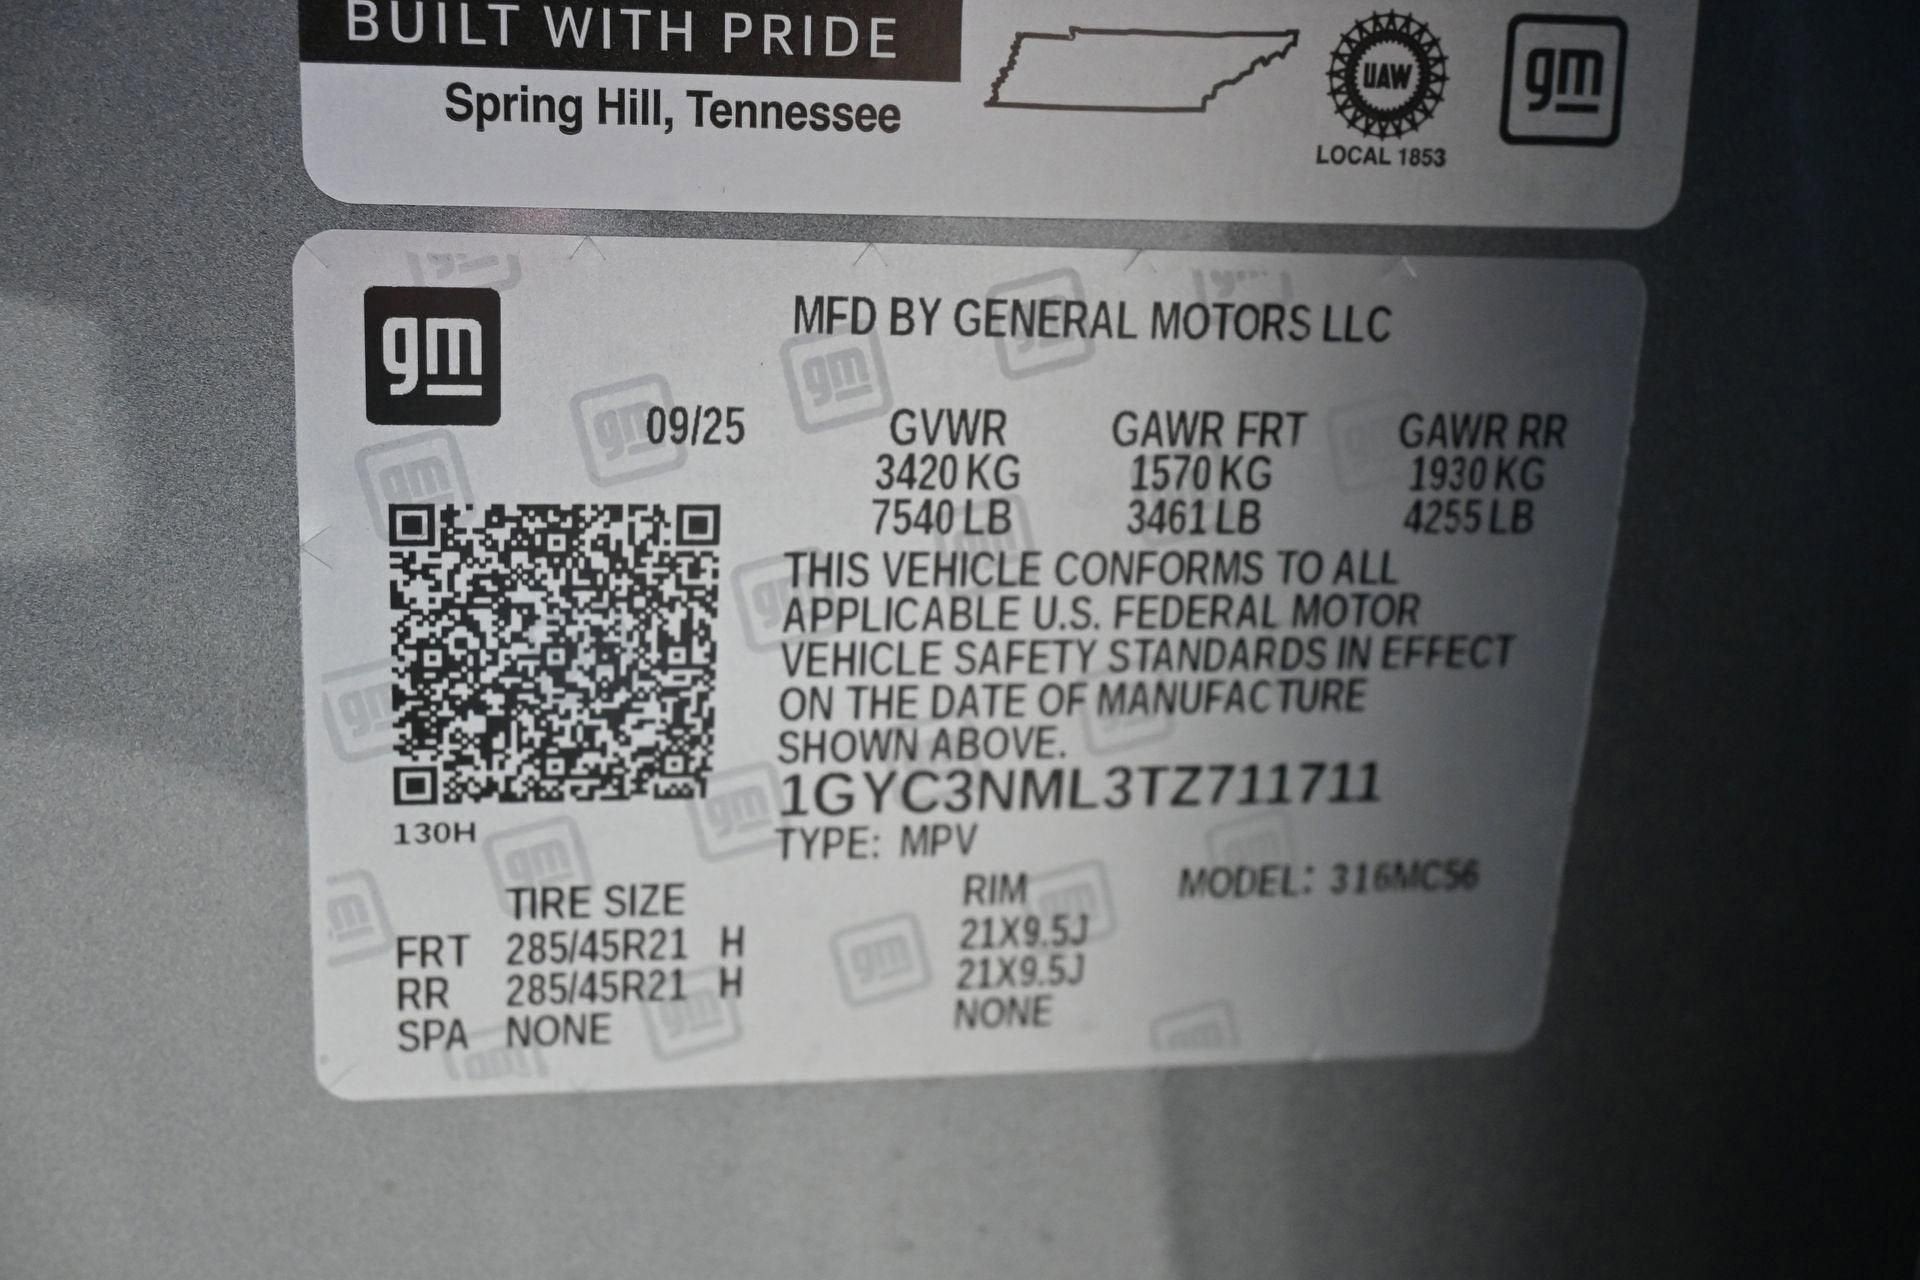 BUILT WITH PRIDE
Spring Hill, Tennessee
UAW
LOCAL 1853
gm
gm
MFD BY GENERAL MOTORS LLC
09/25 GVWR GAWR FRT GAWR RR
3420 KG 1570 KG 1930 KG
7540 LB 3461 LB 4255 LB
THIS VEHICLE CONFORMS TO ALL
APPLICABLE U.S. FEDERAL MOTOR
VEHICLE SAFETY STANDARDS IN EFFECT
ON THE DATE OF MANUFACTURE
SHOWN ABOVE.
1GYC3NML3TZ711711
130H
TYPE: MPV
MODEL: 316MC56
TIRE SIZE RIM
FRT 285/45R21 H 21X9.5J
RR 285/45R21 H 21X9.5J
SPA NONE NONE